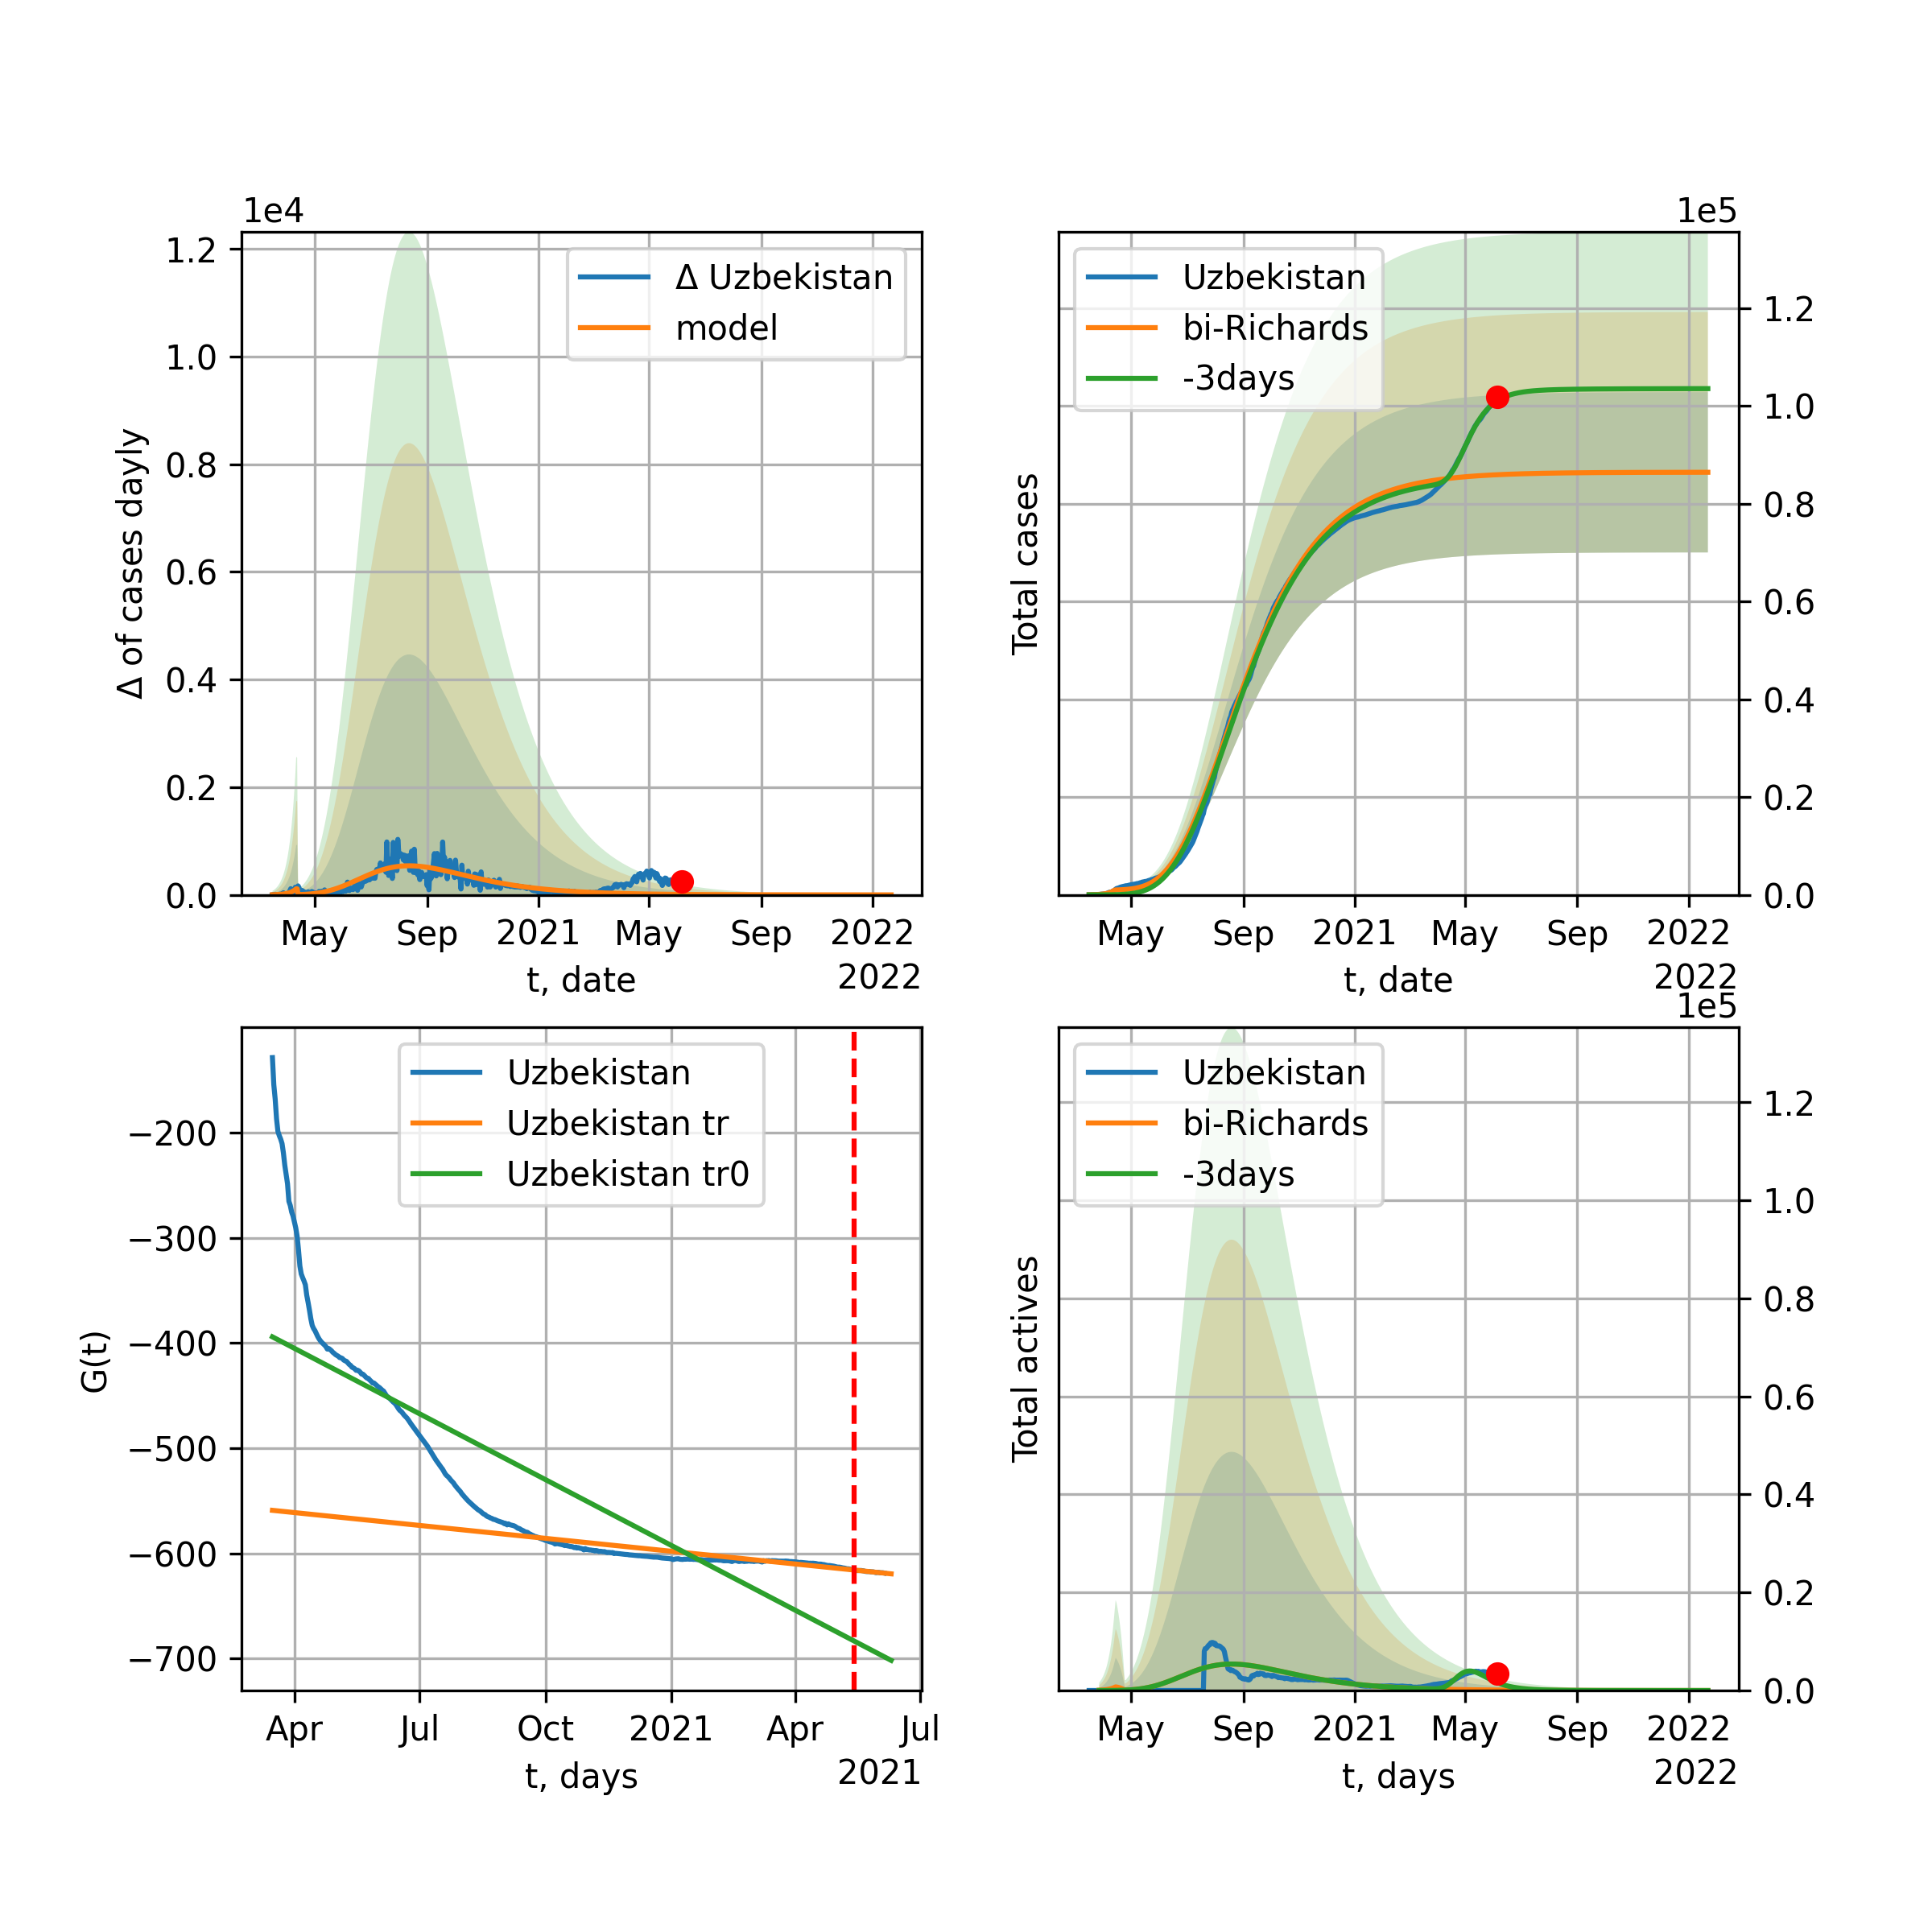 1e4
1.2
1.0
0.8
0.6
0.4
0.2
0.0
Δ of cases dayly
Δ Uzbekistan
model
May Sep 2021 May Sep 2022
t, date
2022
1e5
Total cases
Uzbekistan
bi-Richards
-3days
1.2
1.0
0.8
0.6
0.4
0.2
0.0
May Sep 2021 May Sep 2022
t, date
2022
G(t)
−200
−300
−400
−500
−600
−700
Uzbekistan
Uzbekistan tr
Uzbekistan tr0
Apr Jul Oct 2021 Apr Jul
t, days
2021
1e5
Total actives
Uzbekistan
bi-Richards
-3days
1.2
1.0
0.8
0.6
0.4
0.2
0.0
May Sep 2021 May Sep 2022
t, days
2022